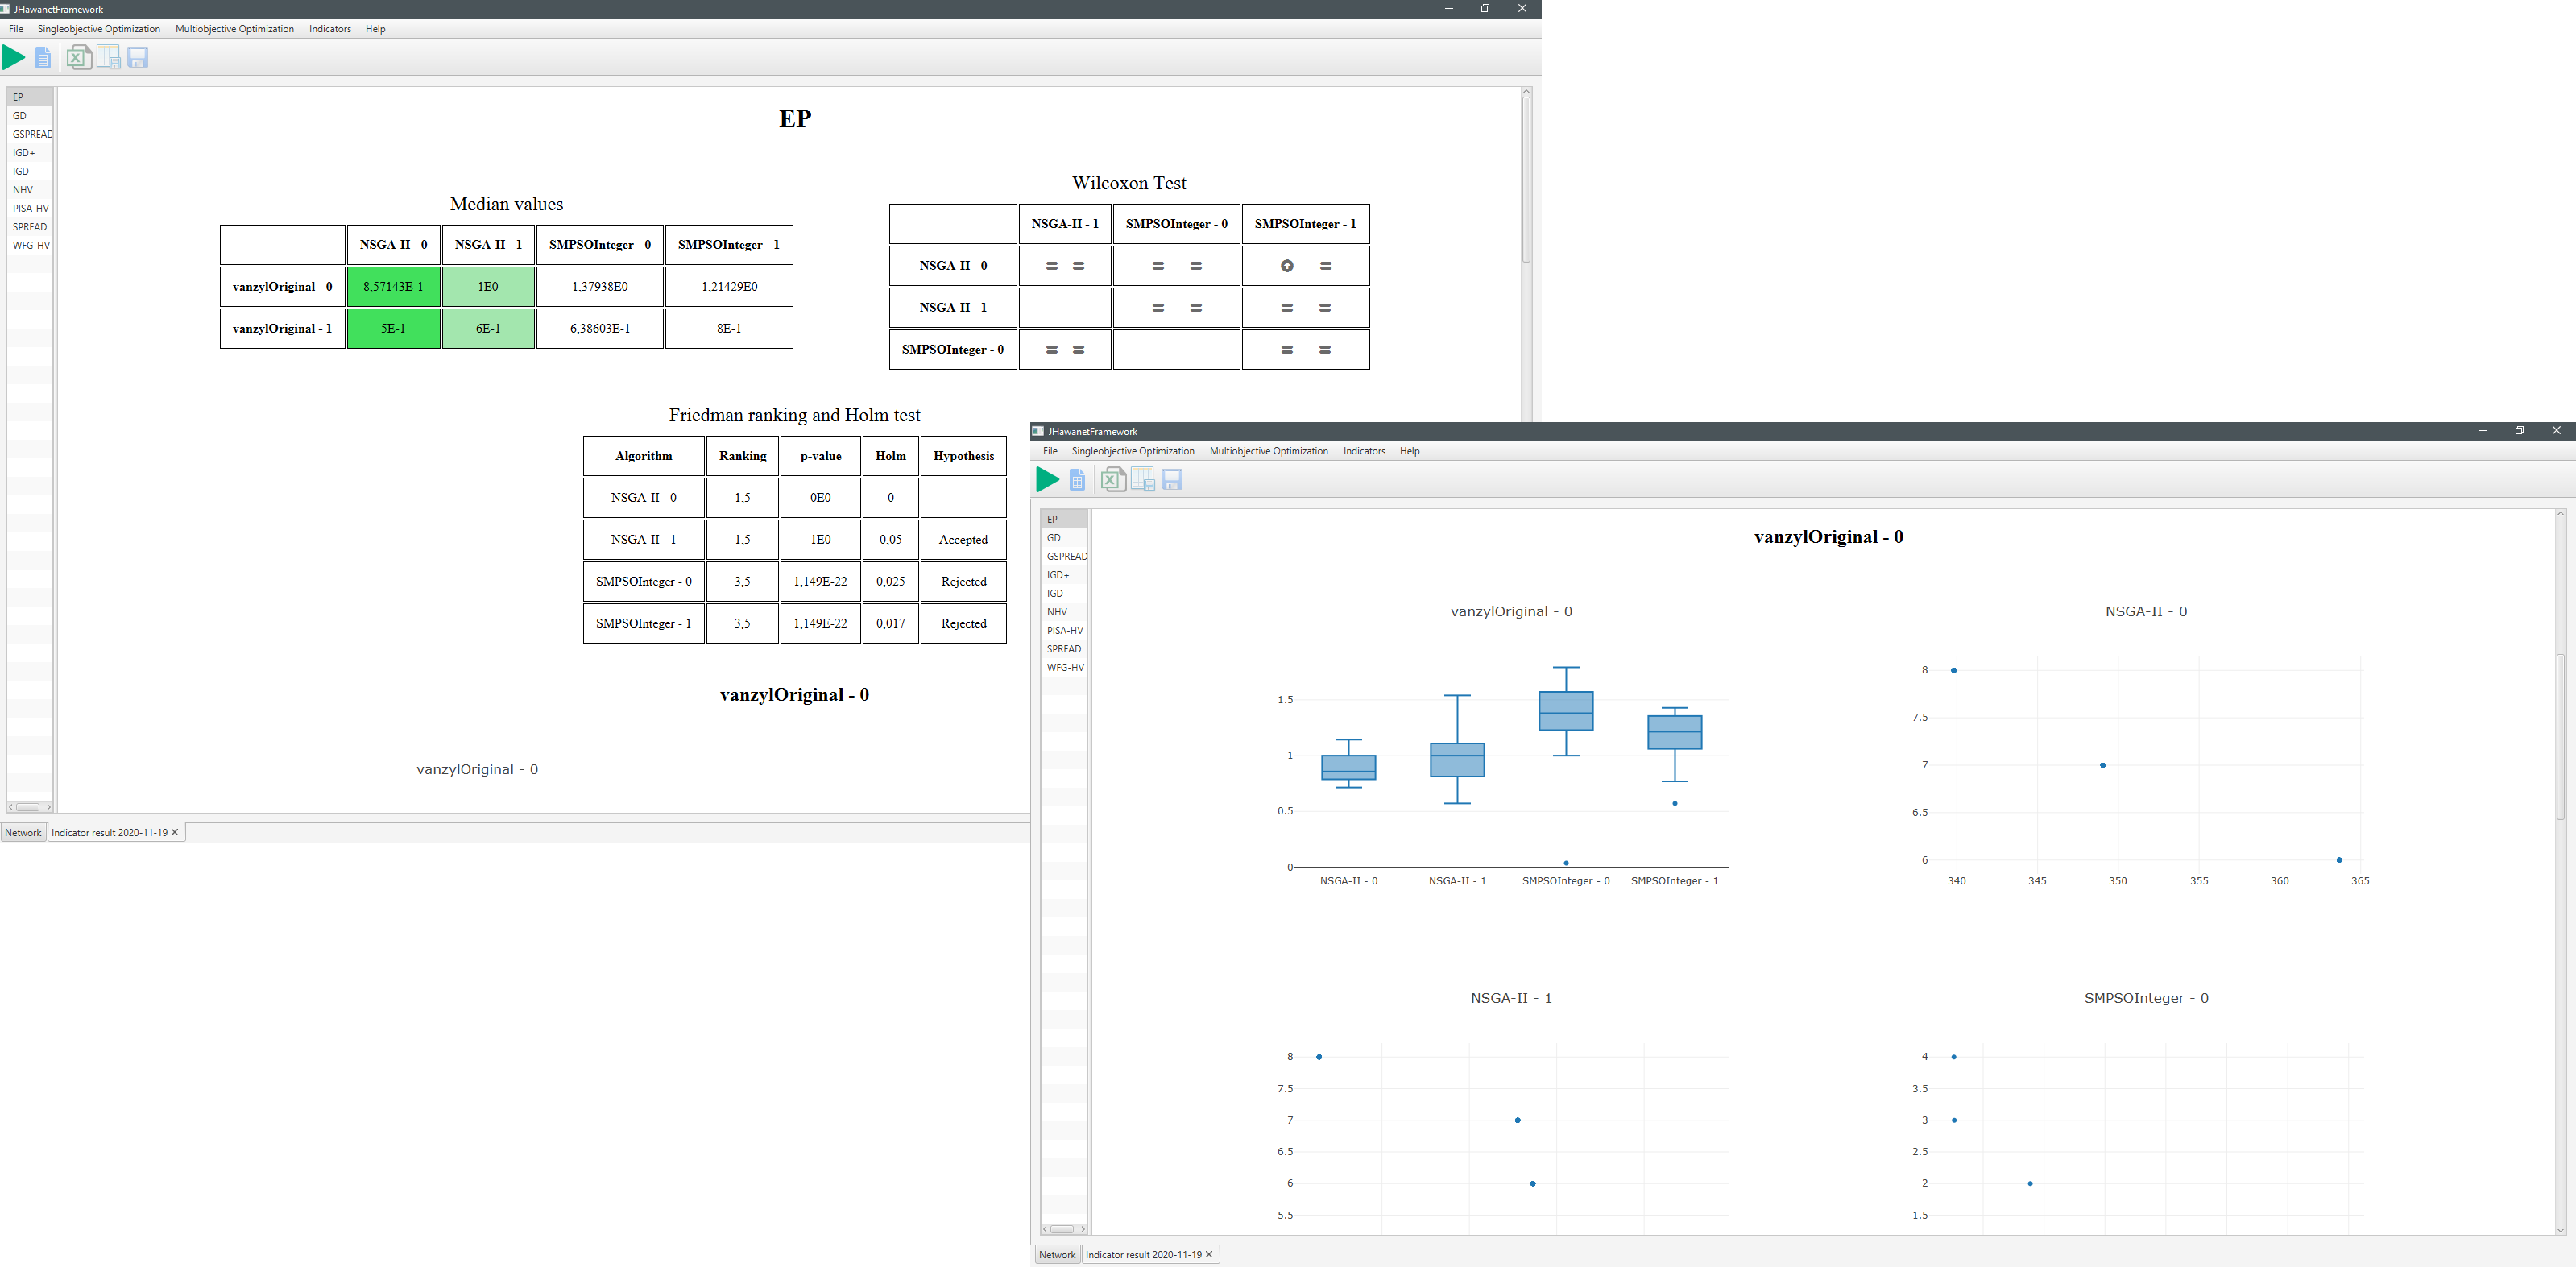 JHawanetFramework
File Singleobjective Optimization Multiobjective Optimization Indicators Help
EP
GD
GSPREAD
IGD+
IGD
NHV
PISA-HV
SPREAD
WFG-HV
EP
Median values
NSGA-II - 0 NSGA-II - 1 SMPSOInteger - 0 SMPSOInteger - 1
vanzylOriginal - 0 8,57143E-1 1E0 1,37938E0 1,21429E0
vanzylOriginal - 1 5E-1 6E-1 6,38603E-1 8E-1
Wilcoxon Test
NSGA-II - 1 SMPSOInteger - 0 SMPSOInteger - 1
NSGA-II - 0 = = = = =
NSGA-II - 1 = = = =
SMPSOInteger - 0 = = = =
Friedman ranking and Holm test
Algorithm Ranking p-value Holm Hypothesis
NSGA-II - 0 1,5 0E0 0 -
NSGA-II - 1 1,5 1E0 0,05 Accepted
SMPSOInteger - 0 3,5 1,149E-22 0,025 Rejected
SMPSOInteger - 1 3,5 1,149E-22 0,017 Rejected
vanzylOriginal - 0
vanzylOriginal - 0
Network Indicator result 2020-11-19
JHawanetFramework
File Singleobjective Optimization Multiobjective Optimization Indicators Help
EP
GD
GSPREAD
IGD+
IGD
NHV
PISA-HV
SPREAD
WFG-HV
vanzylOriginal - 0
vanzylOriginal - 0
1.5
1
0.5
0
NSGA-II - 0 NSGA-II - 1 SMPSOInteger - 0 SMPSOInteger - 1
NSGA-II - 0
8
7.5
7
6.5
6
340 345 350 355 360 365
NSGA-II - 1
8
7.5
7
6.5
6
5.5
SMPSOInteger - 0
4
3.5
3
2.5
2
1.5
Network Indicator result 2020-11-19